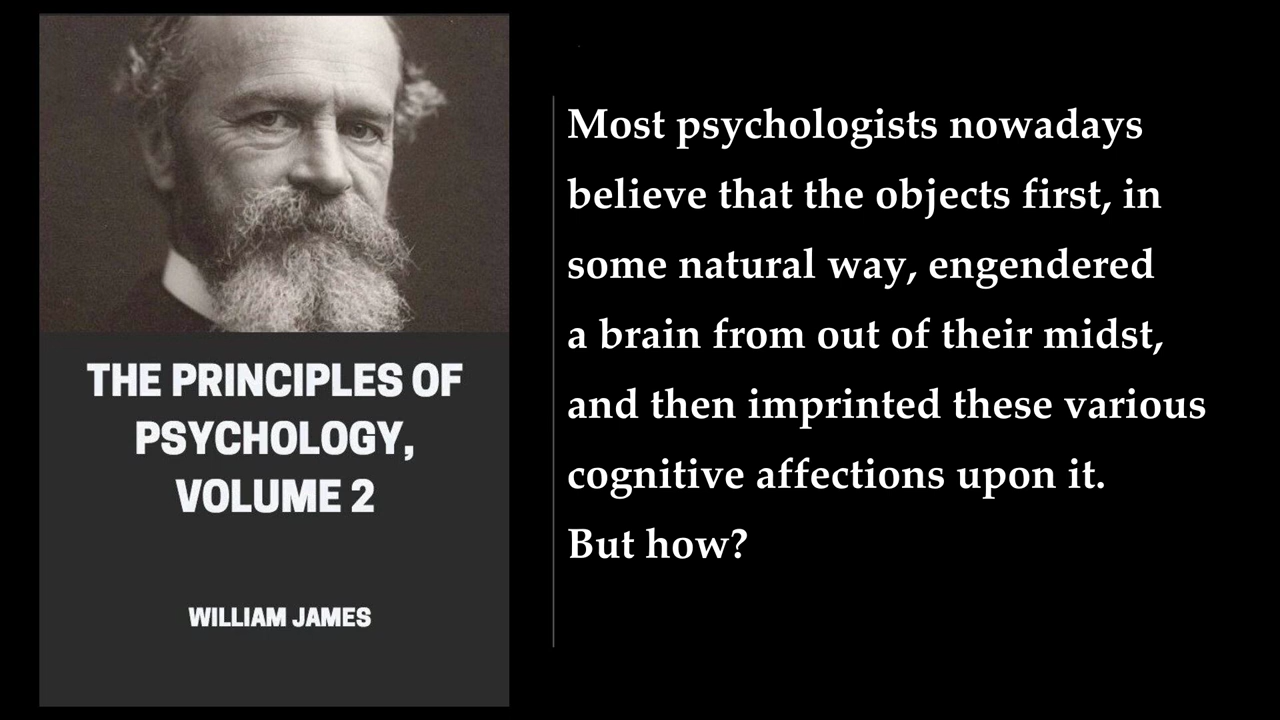 THE PRINCIPLES OF
PSYCHOLOGY,
VOLUME 2
WILLIAM JAMES
Most psychologists nowadays
believe that the objects first, in
some natural way, engendered
a brain from out of their midst,
and then imprinted these various
cognitive affections upon it.
But how?